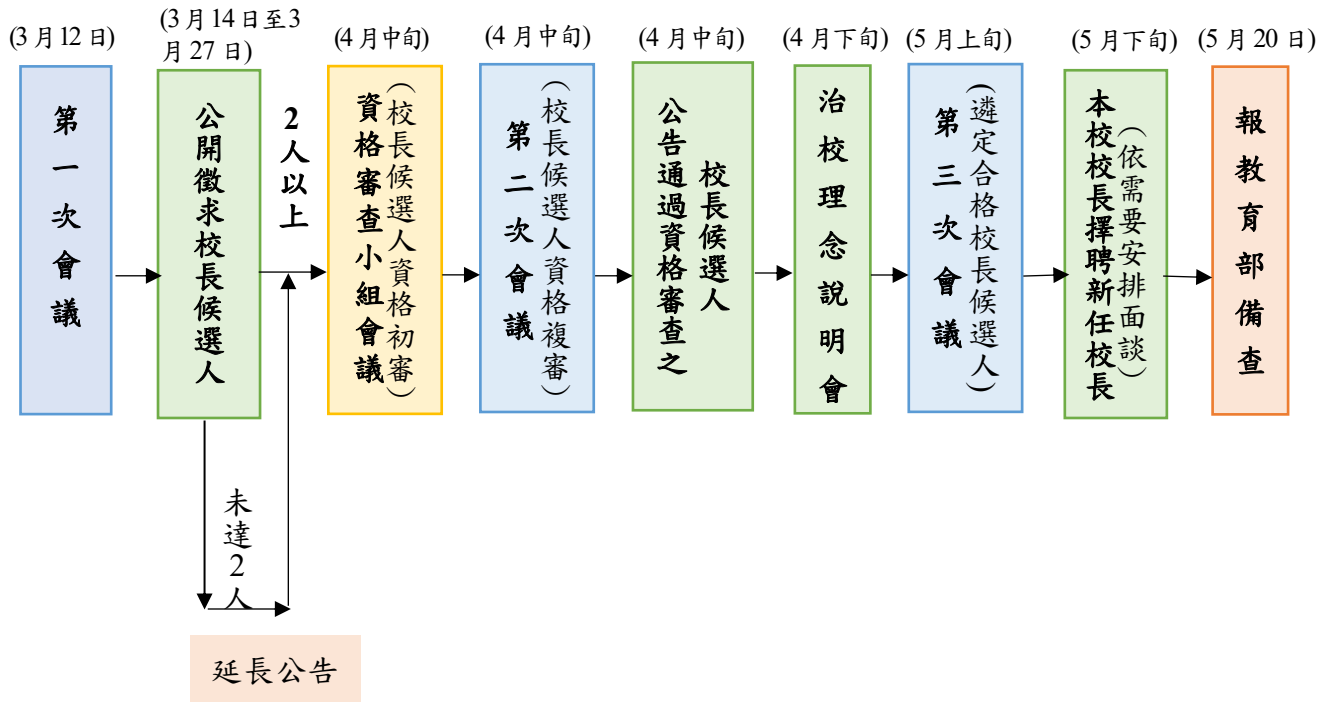 (3月12日)
(3月14日至3
月27日)
(4月中旬)
(4月中旬)
(4月中旬)
(4月下旬)
(5月上旬)
(5月下旬)
(5月20日)
第一次會議
公開徵求校長候選人
2人以上
資格審查小組會議
(校長候選人資格初審)
第二次會議
(校長候選人資格複審)
公告通過資格審查之
校長候選人
治校理念說明會
第三次會議
(遴定合格校長候選人)
本校校長擇聘新任校長
(依需要安排面談)
報教育部備查
未達2人
延長公告